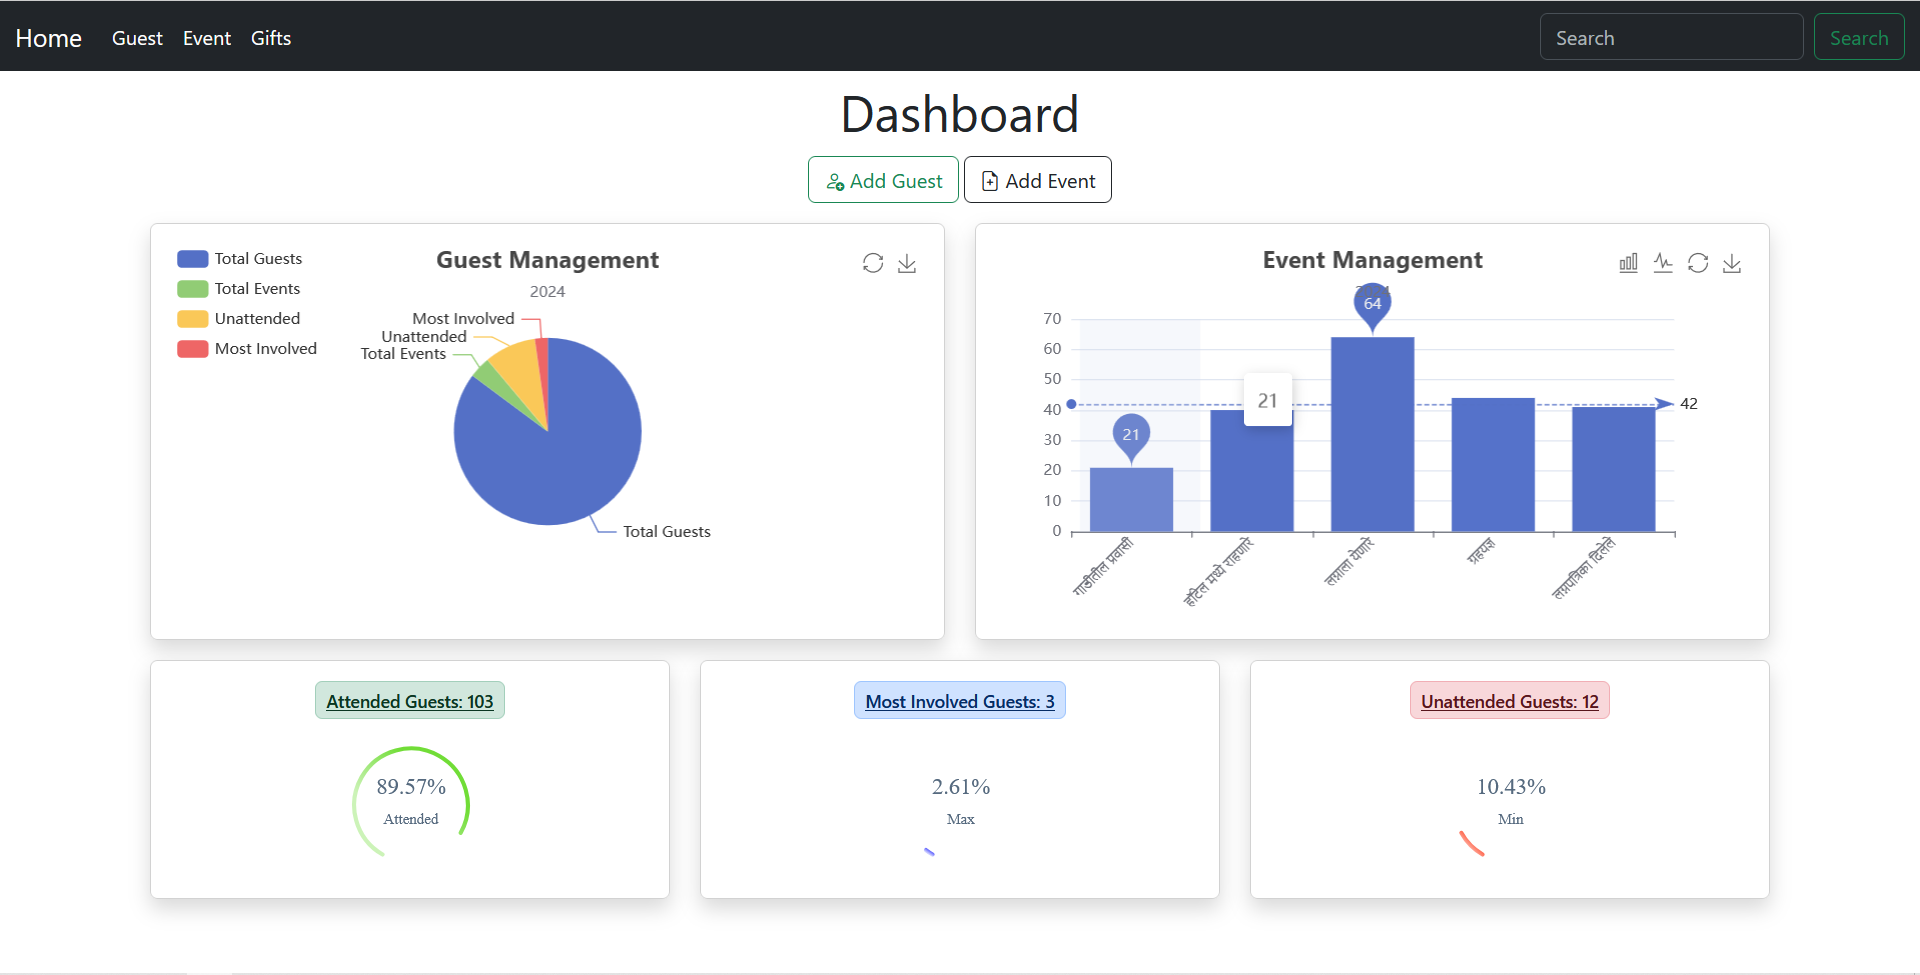 Home Guest Event Gifts Search Search
Dashboard
Add Guest Add Event
Total Guests
Total Events
Unattended
Most Involved
Guest Management
2024
Most Involved
Unattended
Total Events
Total Guests
Event Management
70
60
50
40
30
20
10
0
64
21
21
42
गाडीतील प्रवासी
हॉटेल मध्ये राहणारे
लग्नाला येणारे
ग्रहयज्ञ
लग्नपत्रिका दिलेले
Attended Guests: 103
89.57%
Attended
Most Involved Guests: 3
2.61%
Max
Unattended Guests: 12
10.43%
Min